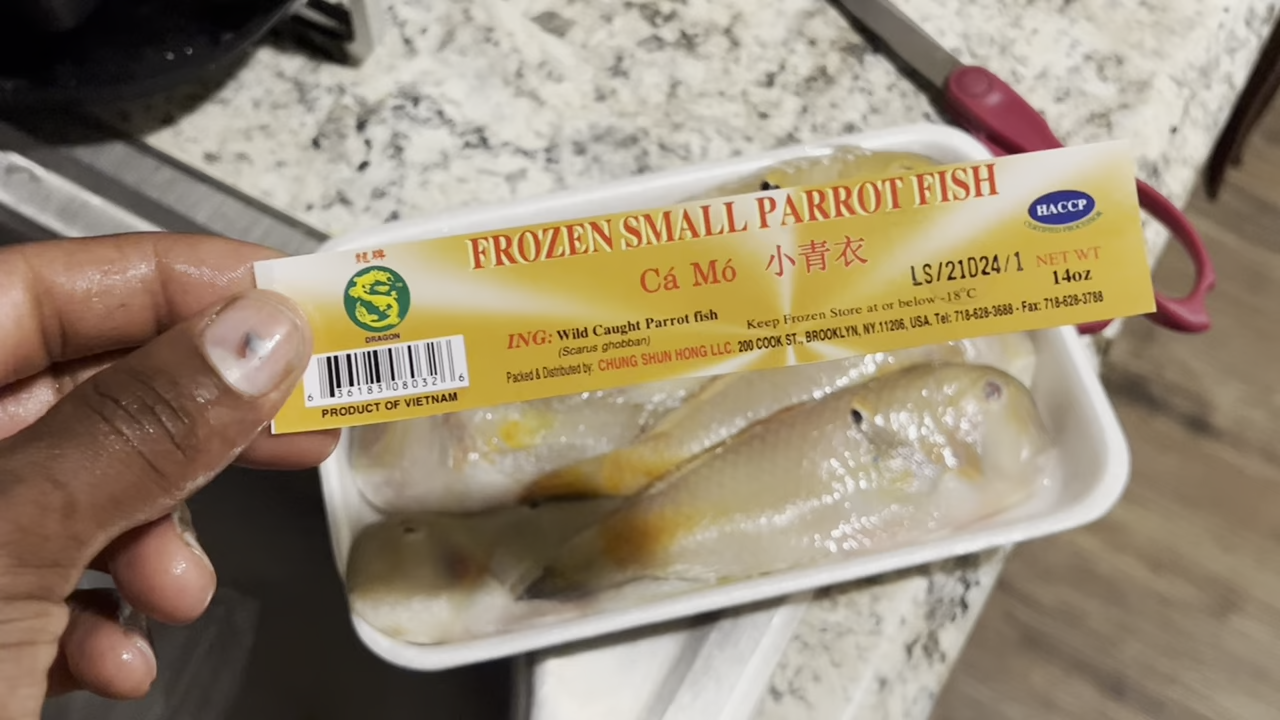 FROZEN SMALL PARROT FISH
HACCP
CERTIFIED PROCESSOR
龍牌
Cá Mó 小青衣
LS/21D24/1
NET WT
14oz
DRAGON
ING: Wild Caught Parrot fish
(Scarus ghobban)
Keep Frozen Store at or below -18°C
Packed & Distributed by: CHUNG SHUN HONG LLC. 200 COOK ST., BROOKLYN, NY.11206, USA. Tel: 718-628-3688 - Fax: 718-628-3788
6 36183 08032 6
PRODUCT OF VIETNAM